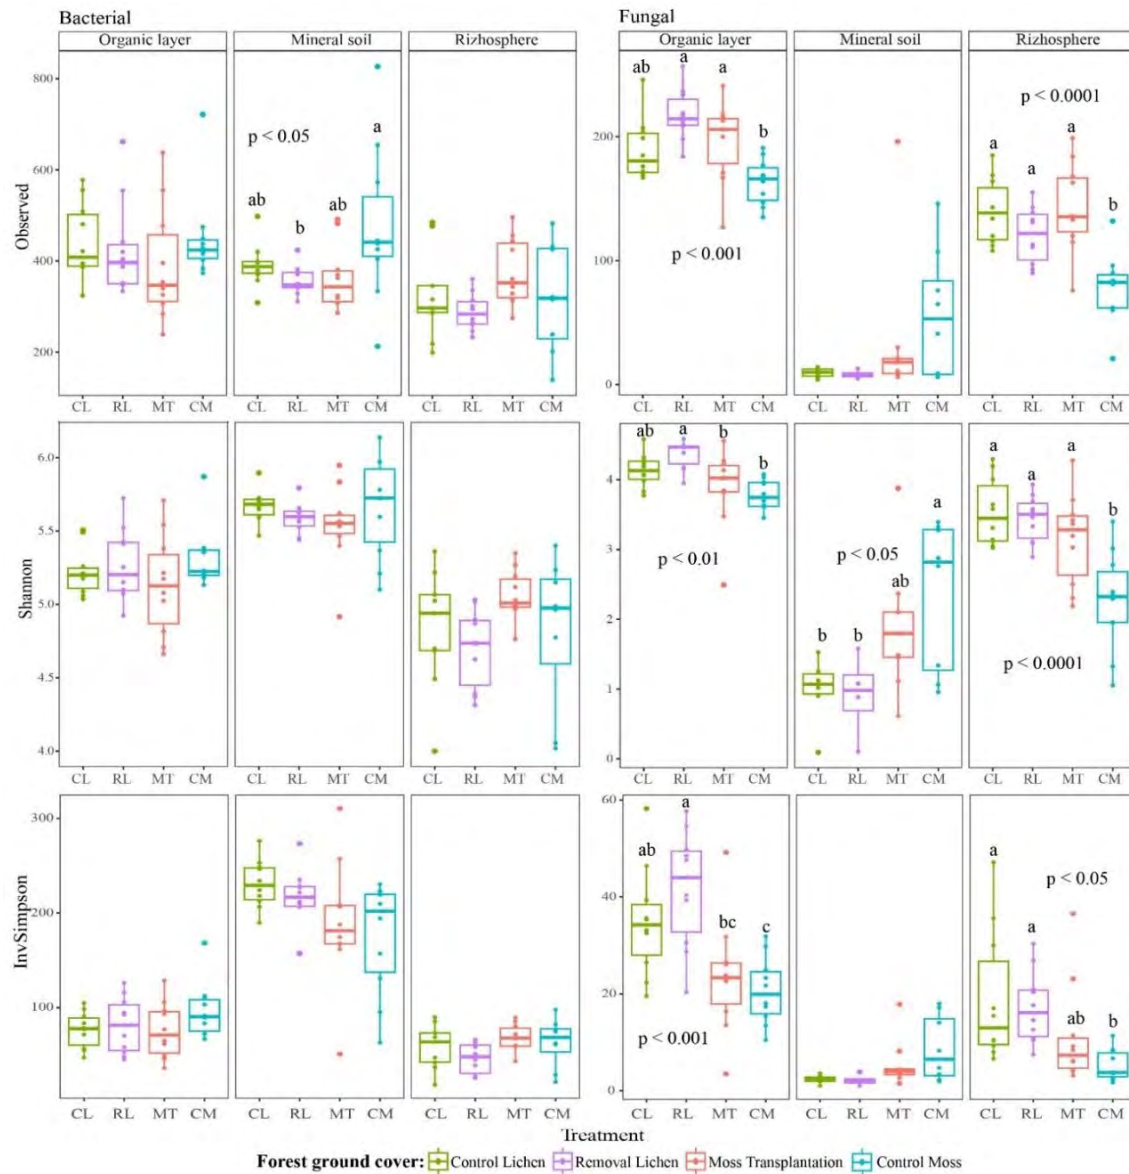 Bacterial Fungal
Organic layer Mineral soil Rizhosphere Organic layer Mineral soil Rizhosphere
Observed
800
600
400
200
p < 0.05
ab b ab a
200
100
0
ab a a b
p < 0.001
p < 0.0001
a a a b
CL RL MT CM CL RL MT CM CL RL MT CM CL RL MT CM CL RL MT CM CL RL MT CM
Shannon
6.0
5.5
5.0
4.5
4.0
4
3
2
1
0
ab a b b
p < 0.01
p < 0.05
b b ab a
a a a b
p < 0.0001
CL RL MT CM CL RL MT CM CL RL MT CM CL RL MT CM CL RL MT CM CL RL MT CM
InvSimpson
300
200
100
60
40
20
0
ab a bc c
p < 0.001
p < 0.05
a a ab b
CL RL MT CM CL RL MT CM CL RL MT CM CL RL MT CM CL RL MT CM CL RL MT CM
Treatment
Forest ground cover: Control Lichen Removal Lichen Moss Transplantation Control Moss